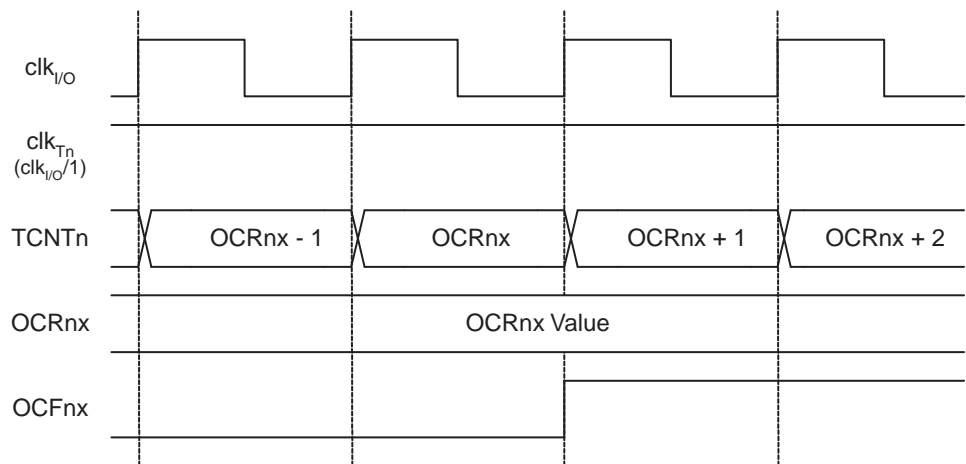 clkI/O
clkTn
(clkI/O/1)
TCNTn OCRnx - 1 OCRnx OCRnx + 1 OCRnx + 2
OCRnx OCRnx Value
OCFnx